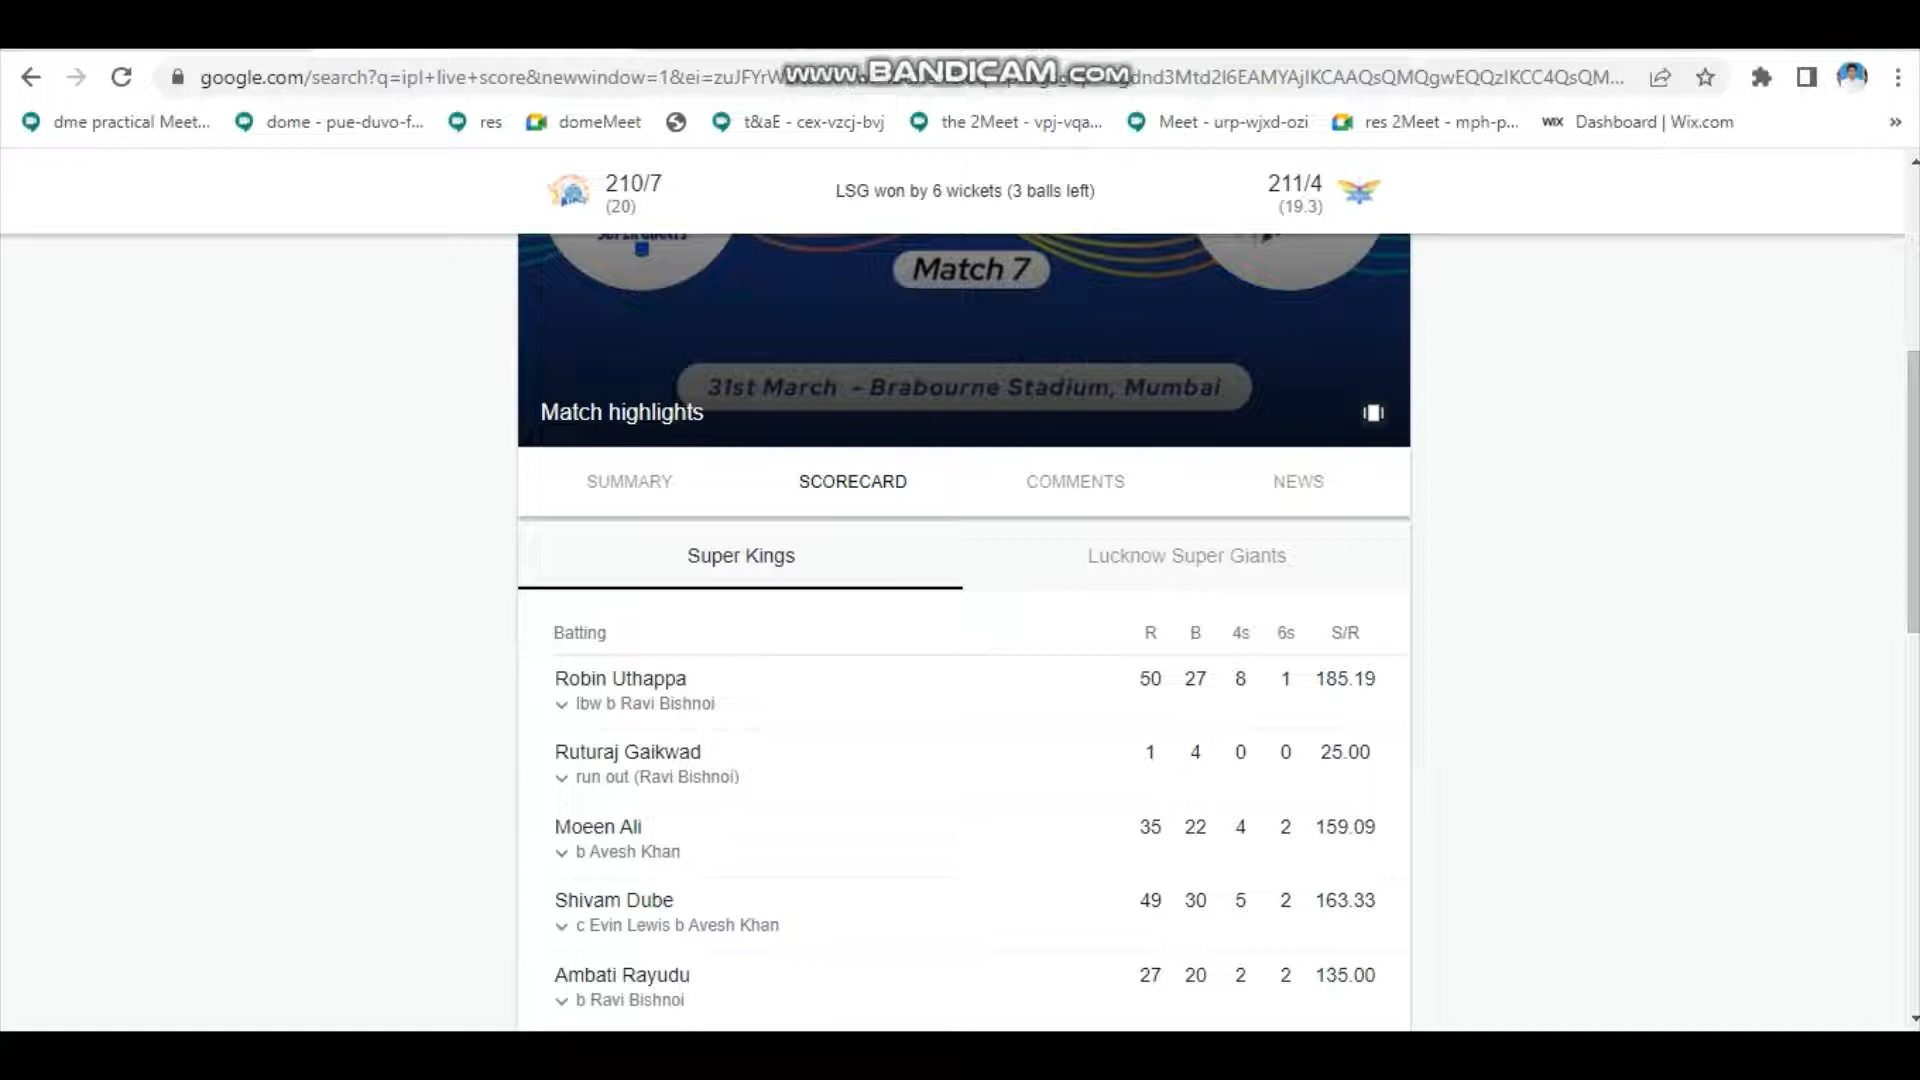 www.BANDICAM.com
google.com/search?q=ipl+live+score&newwindow=1&ei=zuJFYrW
dnd3Mtd2l6EAMYAjIKCAAQsQMQgwEQQzIKCC4QsQM...
dme practical Meet... dome - pue-duvo-f... res domeMeet t&aE - cex-vzcj-bvj the 2Meet - vpj-vqa... Meet - urp-wjxd-ozi res 2Meet - mph-p... WIX Dashboard | Wix.com »
210/7 LSG won by 6 wickets (3 balls left) 211/4
(20) (19.3)
Match 7
31st March - Brabourne Stadium, Mumbai
Match highlights
SUMMARY SCORECARD COMMENTS NEWS
Super Kings Lucknow Super Giants
Batting R B 4s 6s S/R
Robin Uthappa 50 27 8 1 185.19
lbw b Ravi Bishnoi
Ruturaj Gaikwad 1 4 0 0 25.00
run out (Ravi Bishnoi)
Moeen Ali 35 22 4 2 159.09
b Avesh Khan
Shivam Dube 49 30 5 2 163.33
c Evin Lewis b Avesh Khan
Ambati Rayudu 27 20 2 2 135.00
b Ravi Bishnoi